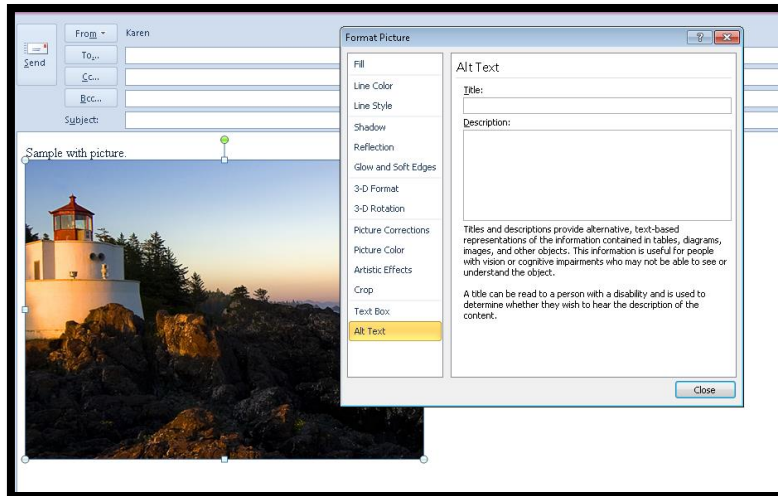 From
Karen
Send
To...
Cc...
Bcc...
Subject:
Sample with picture.
Format Picture
Fill
Line Color
Line Style
Shadow
Reflection
Glow and Soft Edges
3-D Format
3-D Rotation
Picture Corrections
Picture Color
Artistic Effects
Crop
Text Box
Alt Text
Alt Text
Title:
Description:
Titles and descriptions provide alternative, text-based
representations of the information contained in tables, diagrams,
images, and other objects. This information is useful for people
with vision or cognitive impairments who may not be able to see or
understand the object.
A title can be read to a person with a disability and is used to
determine whether they wish to hear the description of the
content.
Close